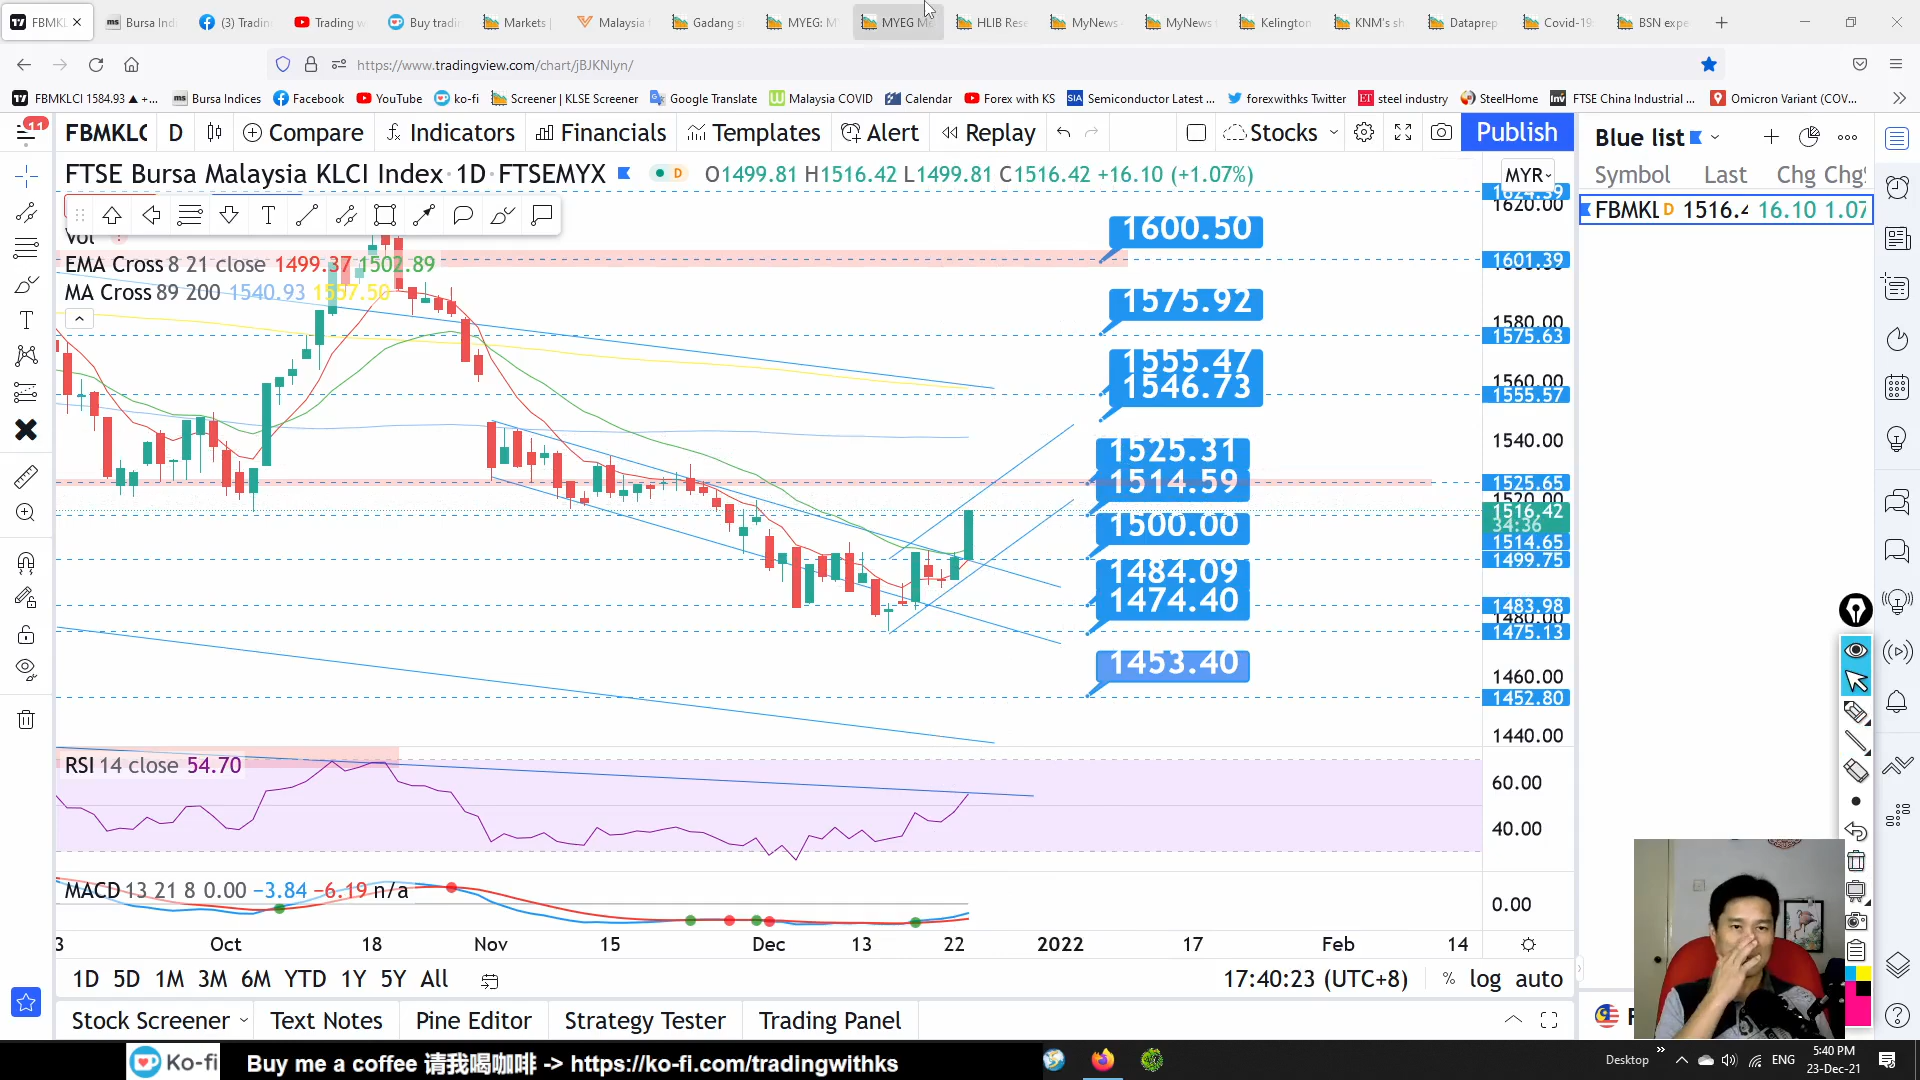 FBMKLC
Bursa Ind
(3) Tradin
Trading w
Buy tradi
Markets |
Malaysia
Gadang s
MYEG: M
MYEG M
HLIB Rese
MyNews
MyNews
Kelington
KNM's sh
Dataprep
Covid-19
BSN expe
https://www.tradingview.com/chart/jBJKNlyn/
FBMKLCI 1584.93 ▲ +...
Bursa Indices
Facebook
YouTube
ko-fi
Screener | KLSE Screener
Google Translate
Malaysia COVID
Calendar
Forex with KS
Semiconductor Latest ...
forexwithks Twitter
steel industry
SteelHome
FTSE China Industrial ...
Omicron Variant (COV...
11
FBMKLC
D
Compare
Indicators
Financials
Templates
Alert
Replay
Stocks
Publish
Blue list
FTSE Bursa Malaysia KLCI Index · 1D · FTSEMYX
D
O1499.81 H1516.42 L1499.81 C1516.42 +16.10 (+1.07%)
MYR
Symbol Last Chg Chg
FBMKL D 1516.4 16.10 1.07
Vol
EMA Cross 8 21 close 1499.37 1502.89
MA Cross 89 200 1540.93 1557.50
1600.50
1575.92
1555.47
1546.73
1525.31
1514.59
1500.00
1484.09
1474.40
1453.40
1624.39
1620.00
1601.39
1580.00
1575.63
1560.00
1555.57
1540.00
1525.65
1520.00
1516.42
34:36
1514.65
1499.75
1483.98
1480.00
1475.13
1460.00
1452.80
1440.00
RSI 14 close 54.70
60.00
40.00
MACD 13 21 8 0.00 −3.84 −6.19 n/a
0.00
3
Oct
18
Nov
15
Dec
13
22
2022
17
Feb
14
1D 5D 1M 3M 6M YTD 1Y 5Y All
17:40:23 (UTC+8)
% log auto
Stock Screener
Text Notes
Pine Editor
Strategy Tester
Trading Panel
Ko-fi
Buy me a coffee 请我喝咖啡 -> https://ko-fi.com/tradingwithks
Desktop
ENG
5:40 PM
23-Dec-21